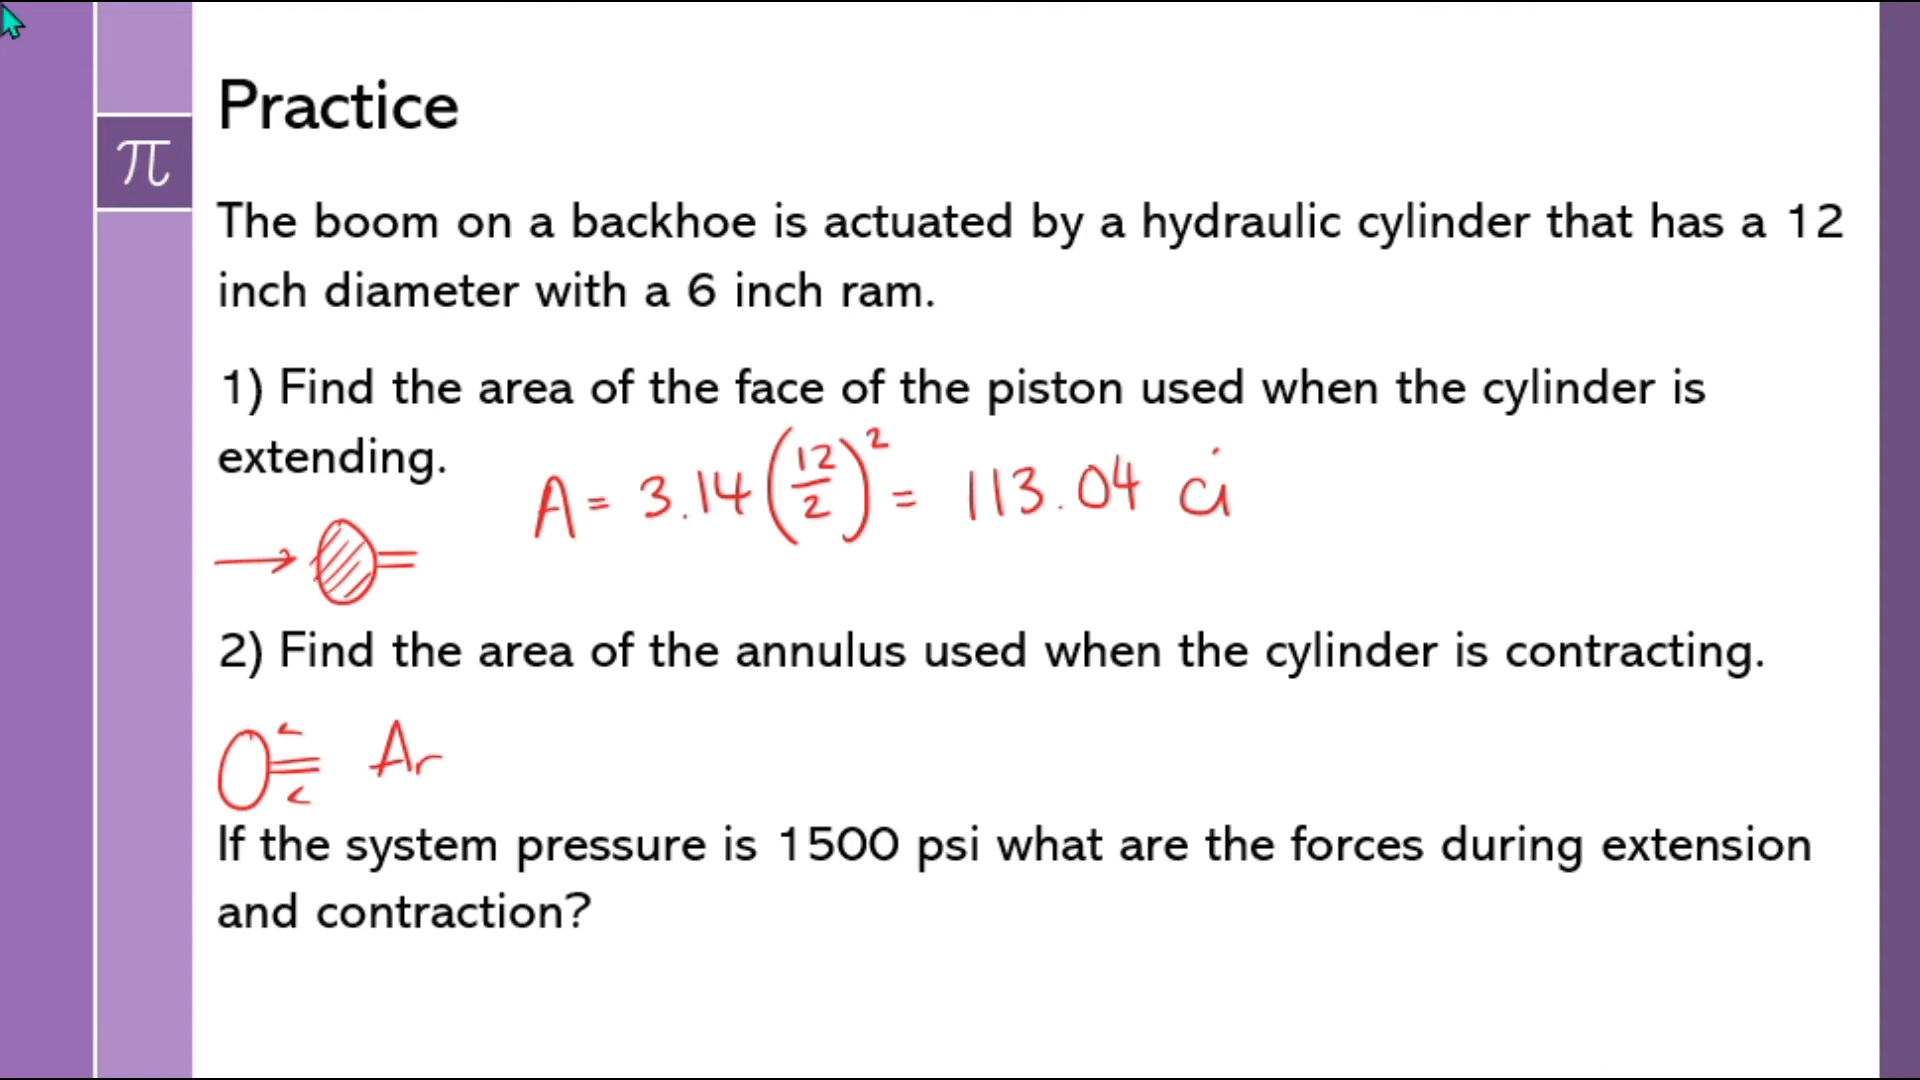 Practice
π
The boom on a backhoe is actuated by a hydraulic cylinder that has a 12
inch diameter with a 6 inch ram.
1) Find the area of the face of the piston used when the cylinder is
extending.
A = 3.14 (12/2)² = 113.04 ci
2) Find the area of the annulus used when the cylinder is contracting.
Ar
If the system pressure is 1500 psi what are the forces during extension
and contraction?